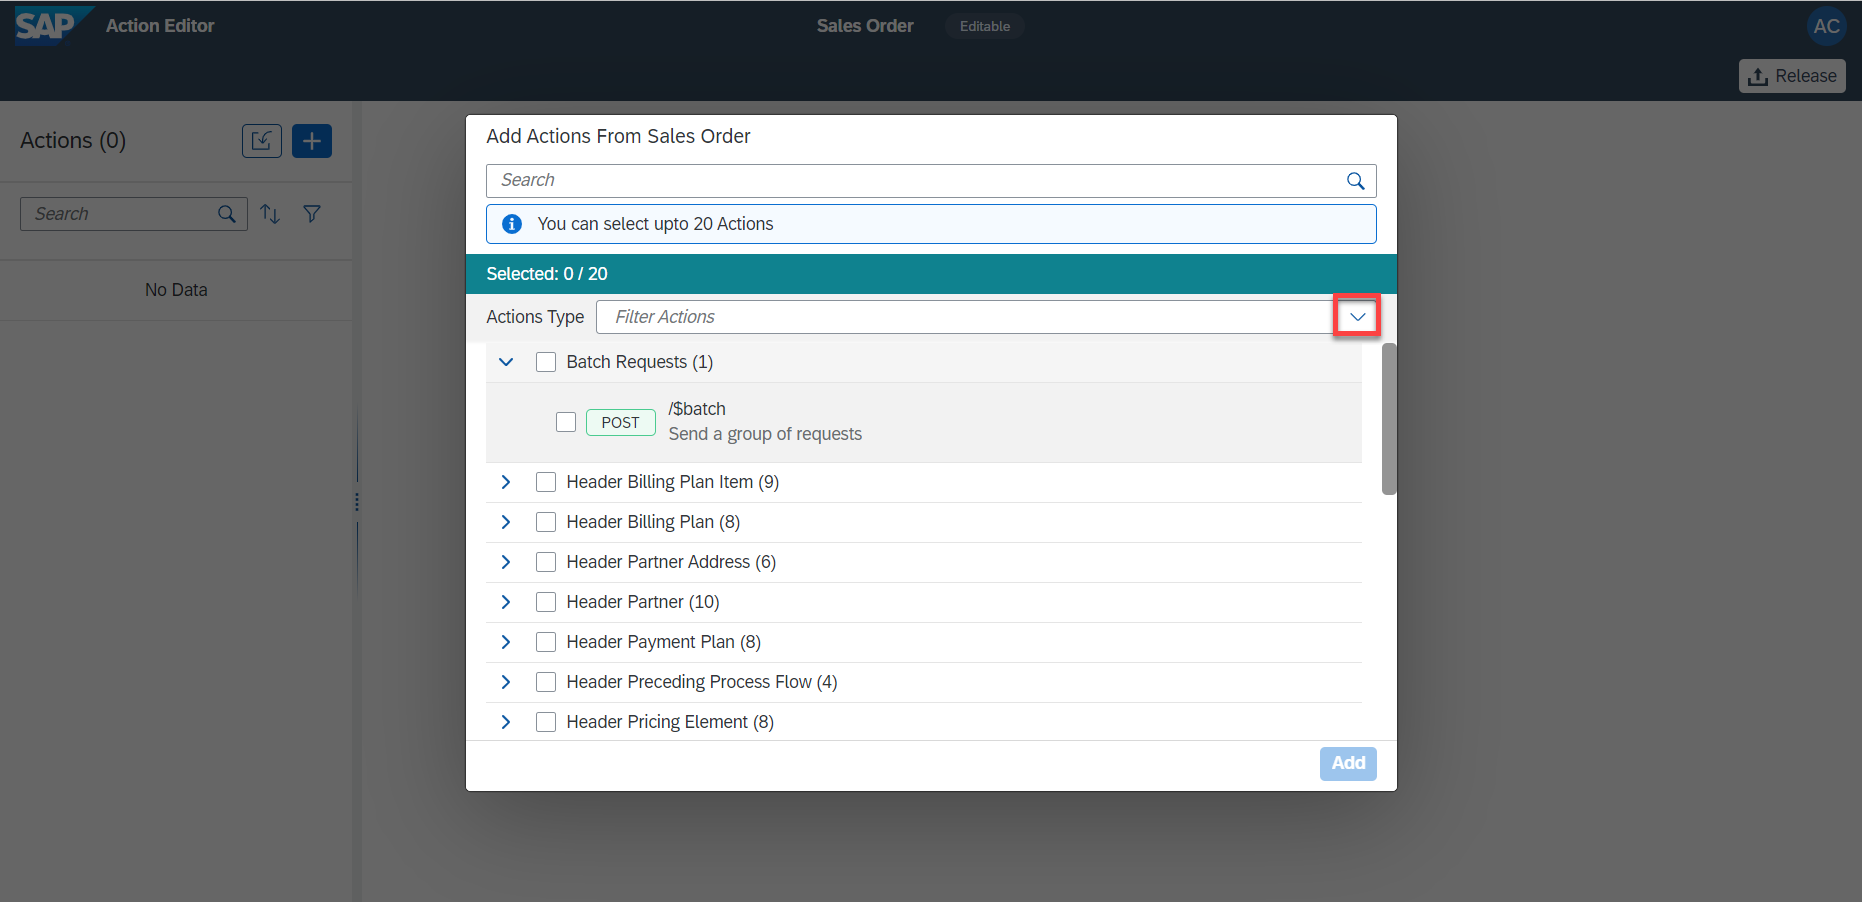 SAP Action Editor
Sales Order
Editable
AC
Release
Actions (0)
Search
No Data
Add Actions From Sales Order
Search
You can select upto 20 Actions
Selected: 0 / 20
Actions Type
Filter Actions
Batch Requests (1)
POST
/$batch
Send a group of requests
Header Billing Plan Item (9)
Header Billing Plan (8)
Header Partner Address (6)
Header Partner (10)
Header Payment Plan (8)
Header Preceding Process Flow (4)
Header Pricing Element (8)
Add